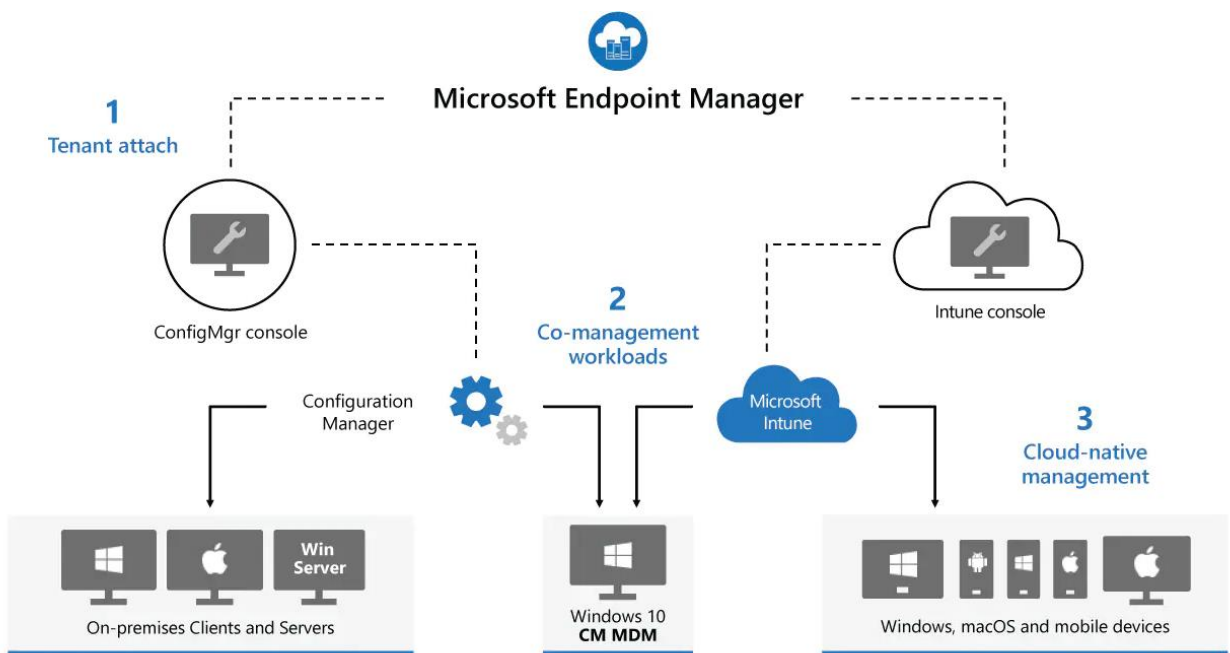 Microsoft Endpoint Manager
1
Tenant attach
ConfigMgr console
Intune console
2
Co-management
workloads
Configuration
Manager
Microsoft
Intune
3
Cloud-native
management
Win
Server
On-premises Clients and Servers
Windows 10
CM MDM
Windows, macOS and mobile devices